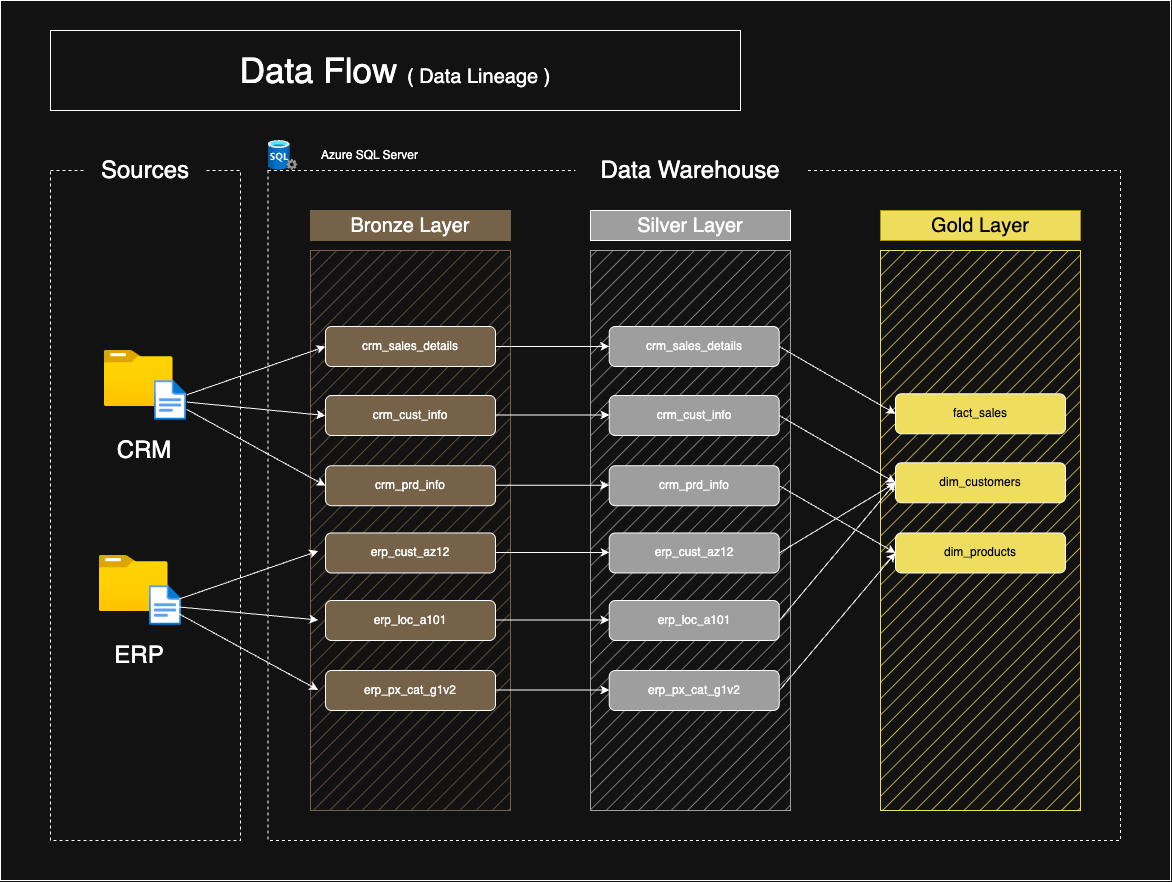 Data Flow ( Data Lineage )
SQL
Azure SQL Server
Sources
Data Warehouse
Bronze Layer
Silver Layer
Gold Layer
crm_sales_details
crm_sales_details
crm_cust_info
crm_cust_info
fact_sales
CRM
crm_prd_info
crm_prd_info
dim_customers
erp_cust_az12
erp_cust_az12
dim_products
erp_loc_a101
erp_loc_a101
ERP
erp_px_cat_g1v2
erp_px_cat_g1v2